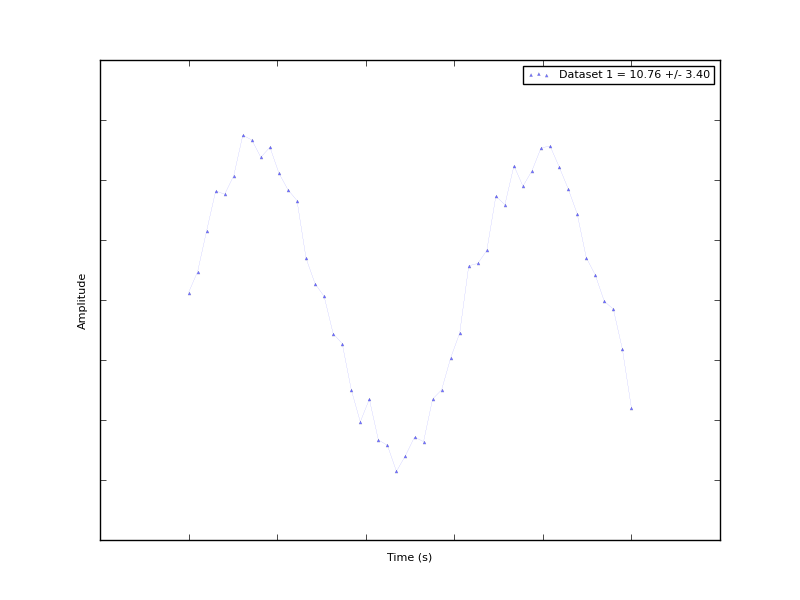 Dataset 1 = 10.76 +/- 3.40
Amplitude
Time (s)